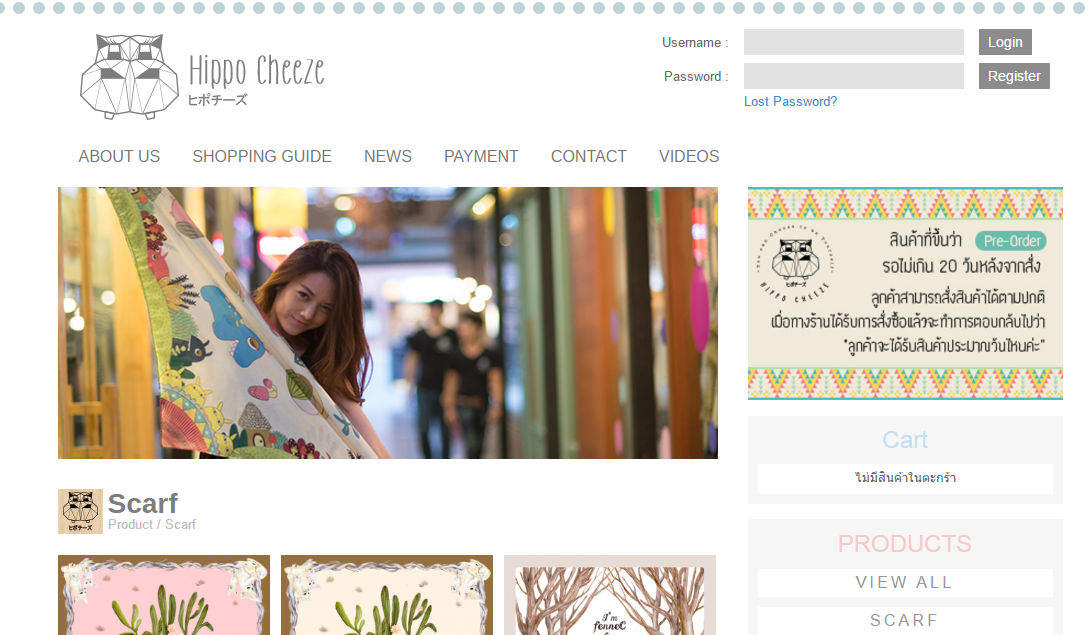 Hippo Cheeze
ヒポチーズ
Username :
Login
Password :
Register
Lost Password?
ABOUT US SHOPPING GUIDE NEWS PAYMENT CONTACT VIDEOS
สินค้าที่ขึ้นว่า Pre-Order
รอไม่เกิน 20 วันหลังจากสั่ง
ลูกค้าสามารถสั่งสินค้าได้ตามปกติ
เมื่อทางร้านได้รับการสั่งซื้อแล้วจะทำการตอบกลับไปว่า
"ลูกค้าจะได้รับสินค้าประมาณวันไหนค่ะ"
ヒポチーズ
HIPPO CHEEZE
Cart
ไม่มีสินค้าในตะกร้า
Scarf
Product / Scarf
ヒポチーズ
PRODUCTS
VIEW ALL
SCARF
I'm
fennec